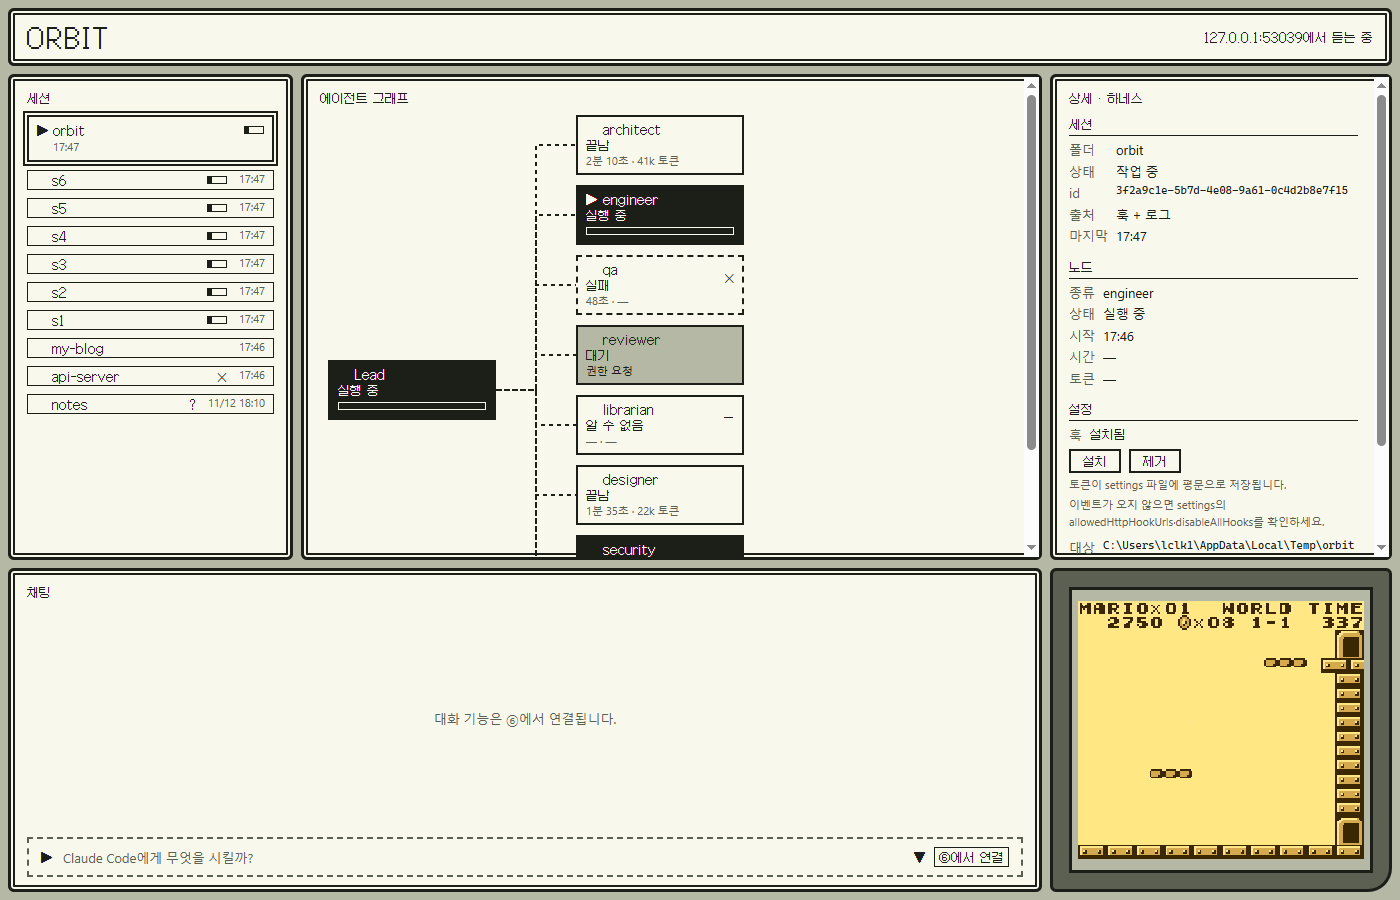 ORBIT
127.0.0.1:53039에서 듣는 중
세션
▶ orbit
17:47
s6 17:47
s5 17:47
s4 17:47
s3 17:47
s2 17:47
s1 17:47
my-blog 17:46
api-server × 17:46
notes ? 11/12 18:10
에이전트 그래프
Lead
실행 중
architect
끝남
2분 10초 · 41k 토큰
▶ engineer
실행 중
qa ×
실패
48초 · —
reviewer
대기
권한 요청
librarian —
알 수 없음
— · —
designer
끝남
1분 35초 · 22k 토큰
security
상세 · 하네스
세션
폴더 orbit
상태 작업 중
id 3f2a9c1e-5b7d-4e08-9a61-0c4d2b8e7f15
출처 훅 + 로그
마지막 17:47
노드
종류 engineer
상태 실행 중
시작 17:46
시간 —
토큰 —
설정
훅 설치됨
설치 제거
토큰이 settings 파일에 평문으로 저장됩니다.
이벤트가 오지 않으면 settings의
allowedHttpHookUrls·disableAllHooks를 확인하세요.
대상 C:\Users\lclk1\AppData\Local\Temp\orbit
채팅
대화 기능은 ⑥에서 연결됩니다.
▶ Claude Code에게 무엇을 시킬까? ▼ ⑥에서 연결
MARIO×01 WORLD TIME
2750 ×08 1-1 337